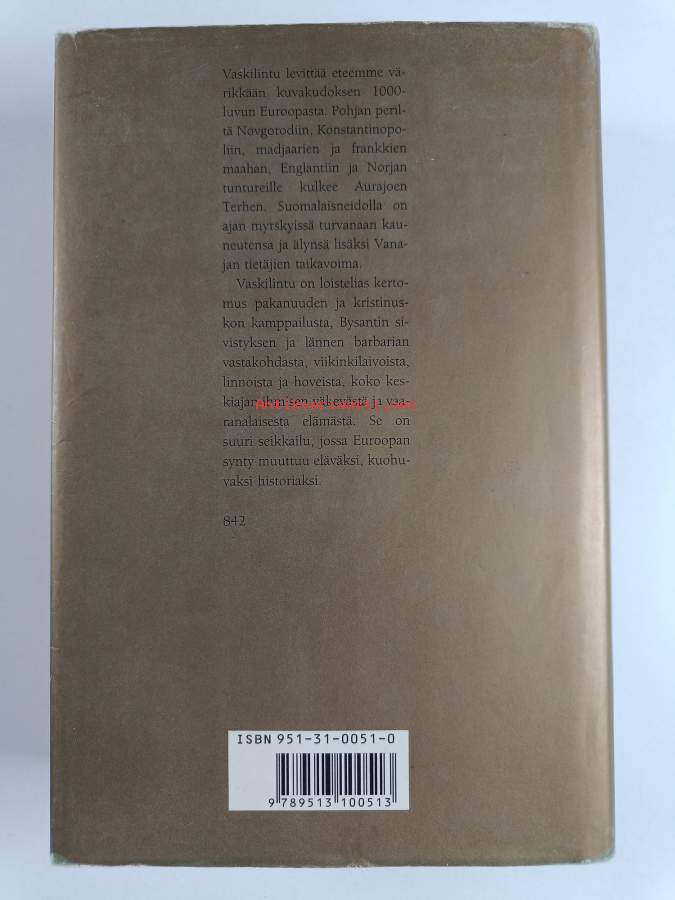 Vaskilintu levittää eteemme vä-
rikkään kuvakudoksen 1000-
luvun Euroopasta. Pohjan peril-
tä Novgorodiin, Konstantinopo-
liin, madjaarien ja frankkien
maahan, Englantiin ja Norjan
tuntureille kulkee Aurajoen
Terhen. Suomalaisneidolla on
ajan myrskyissä turvanaan kau-
neutensa ja älynsä lisäksi Vana-
jan tietäjien taikavoima.
Vaskilintu on loistelias kerto-
mus pakanuuden ja kristinus-
kon kamppailusta, Bysantin si-
vistyksen ja lännen barbarian
vastakohdasta, viikinkilaivoista,
linnoista ja hoveista, koko kes-
väkevästä ja vaa-
ranalaisesta elämästä. Se on
suuri seikkailu, jossa Euroopan
synty muuttuu eläväksi, kuohu-
vaksi historiaksi.
842
ISBN 951-31-0051-0
9 789513 100513